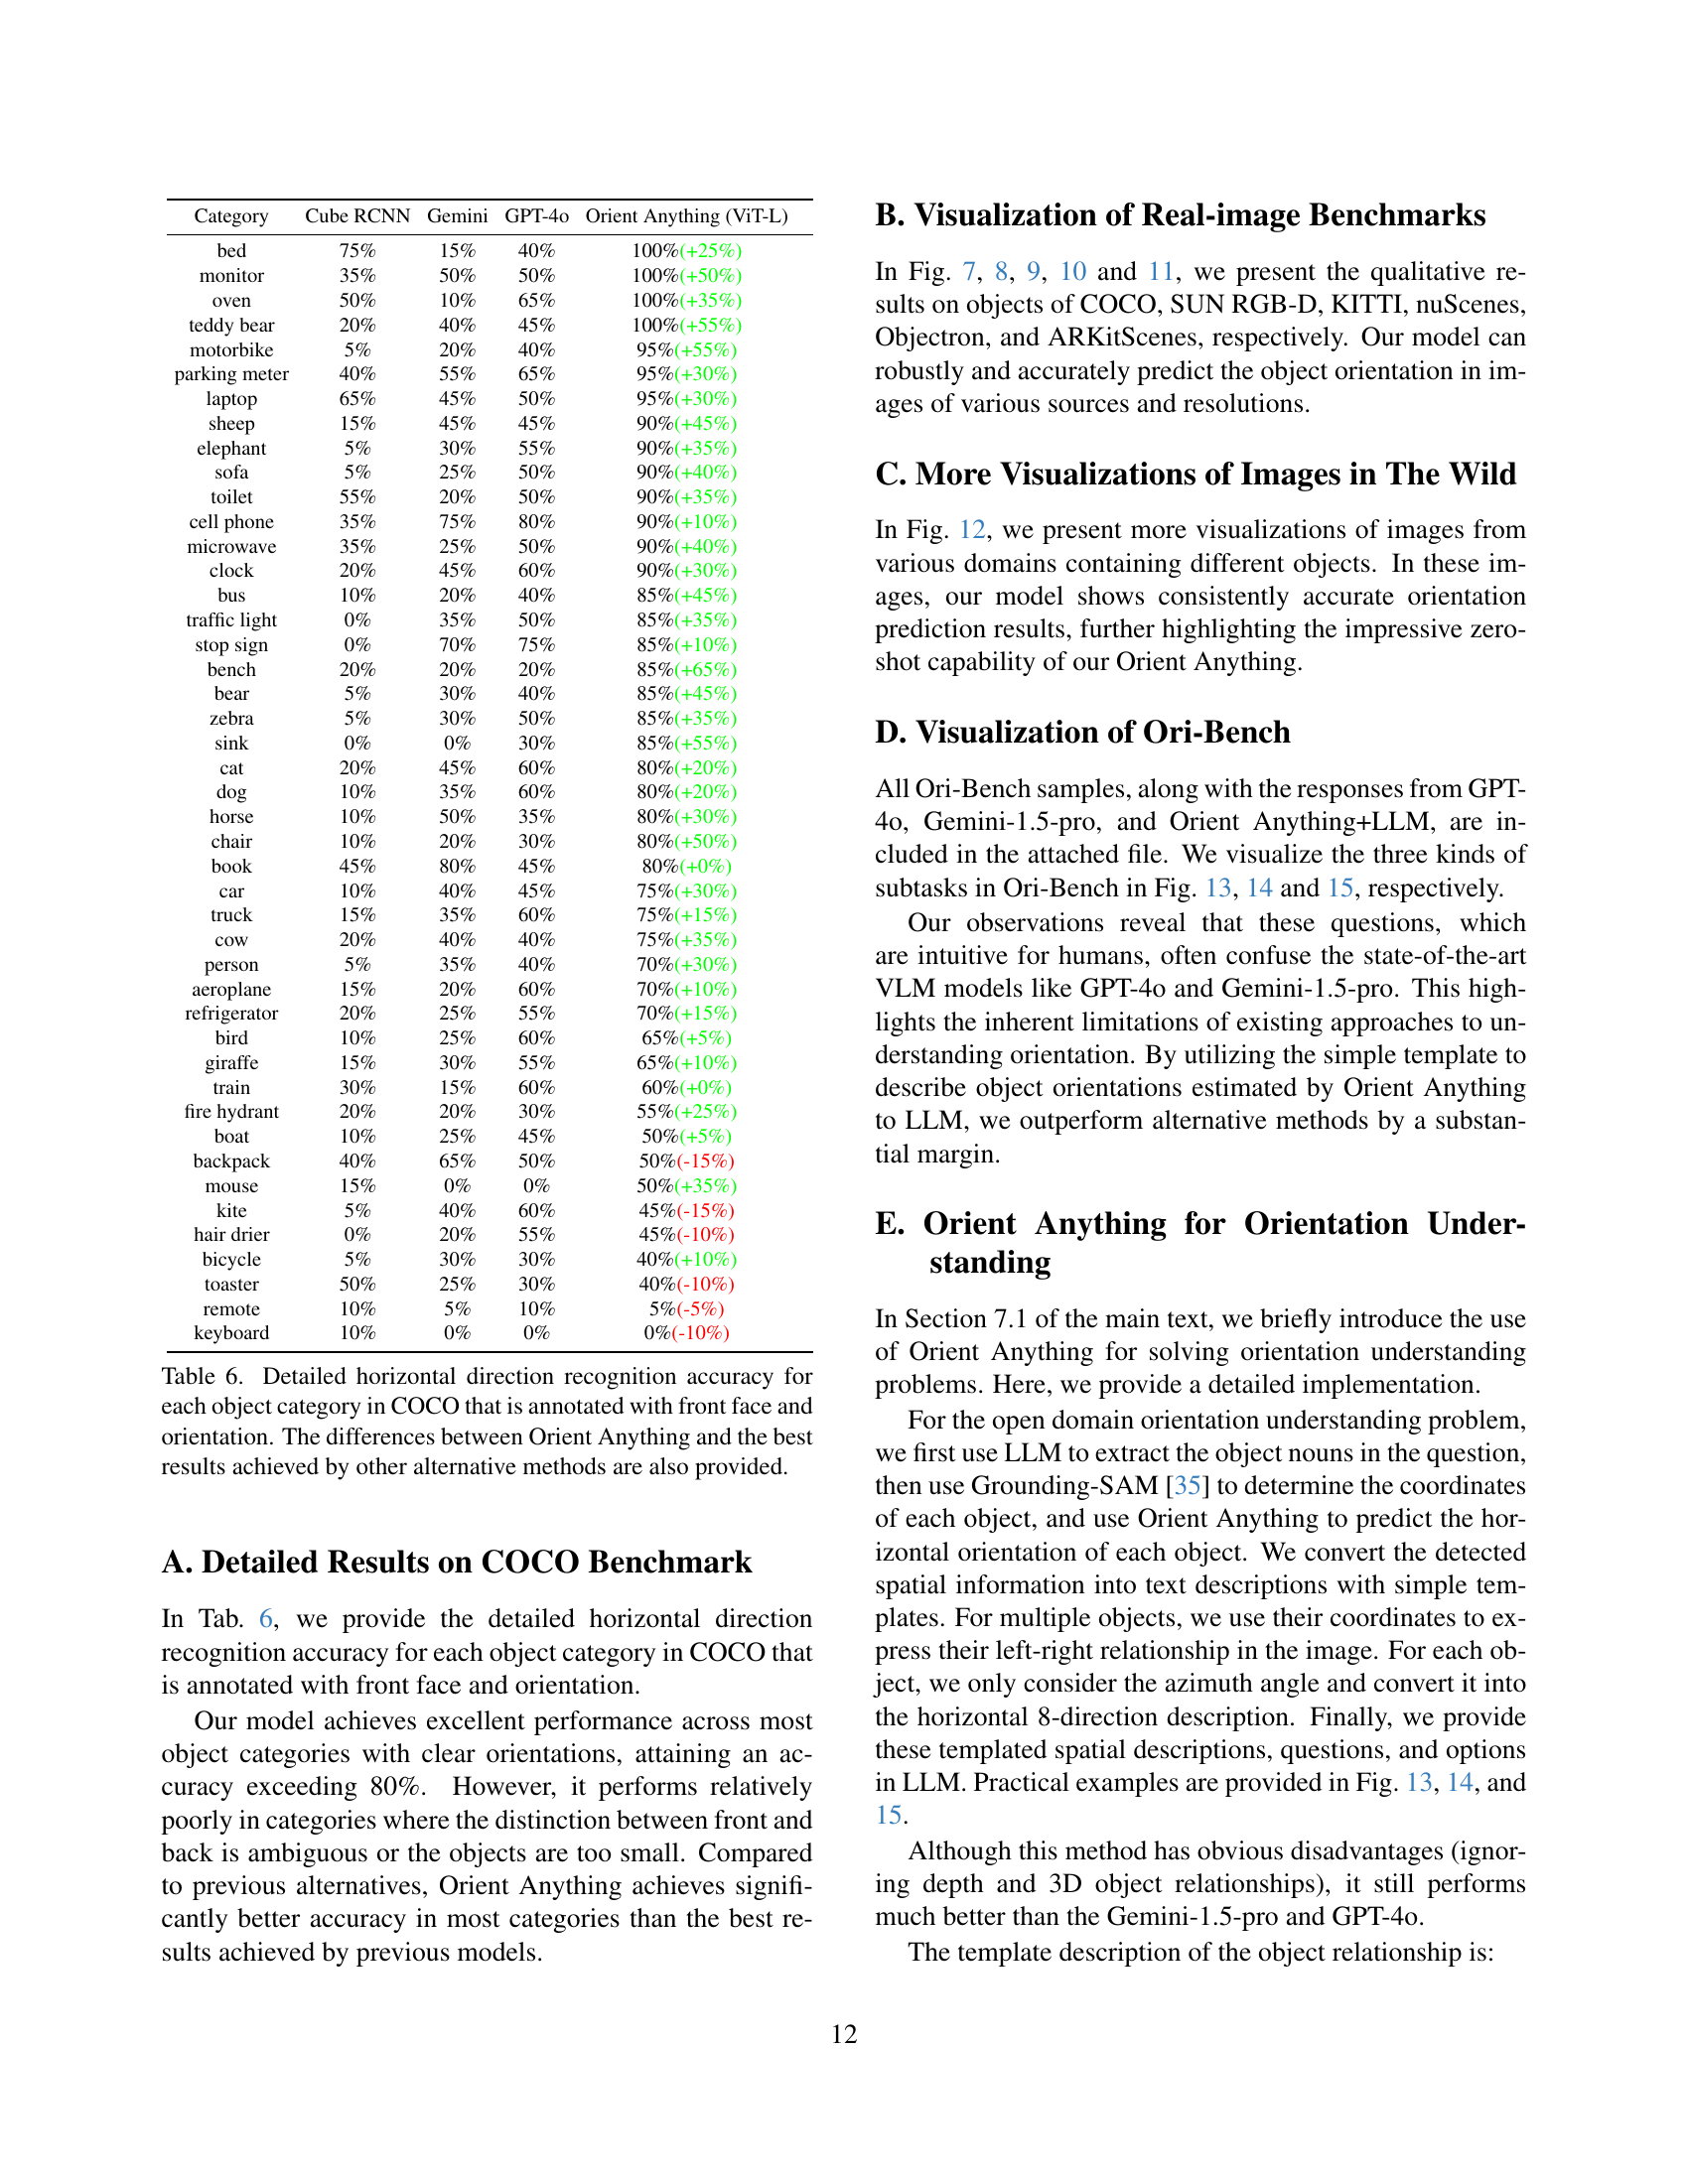 Category Cube RCNN Gemini GPT-4o Orient Anything (ViT-L)
bed 75% 15% 40% 100%(+25%)
monitor 35% 50% 50% 100%(+50%)
oven 50% 10% 65% 100%(+35%)
teddy bear 20% 40% 45% 100%(+55%)
motorbike 5% 20% 40% 95%(+55%)
parking meter 40% 55% 65% 95%(+30%)
laptop 65% 45% 50% 95%(+30%)
sheep 15% 45% 45% 90%(+45%)
elephant 5% 30% 55% 90%(+35%)
sofa 5% 25% 50% 90%(+40%)
toilet 55% 20% 50% 90%(+35%)
cell phone 35% 75% 80% 90%(+10%)
microwave 35% 25% 50% 90%(+40%)
clock 20% 45% 60% 90%(+30%)
bus 10% 20% 40% 85%(+45%)
traffic light 0% 35% 50% 85%(+35%)
stop sign 0% 70% 75% 85%(+10%)
bench 20% 20% 20% 85%(+65%)
bear 5% 30% 40% 85%(+45%)
zebra 5% 30% 50% 85%(+35%)
sink 0% 0% 30% 85%(+55%)
cat 20% 45% 60% 80%(+20%)
dog 10% 35% 60% 80%(+20%)
horse 10% 50% 35% 80%(+30%)
chair 10% 20% 30% 80%(+50%)
book 45% 80% 45% 80%(+0%)
car 10% 40% 45% 75%(+30%)
truck 15% 35% 60% 75%(+15%)
cow 20% 40% 40% 75%(+35%)
person 5% 35% 40% 70%(+30%)
aeroplane 15% 20% 60% 70%(+10%)
refrigerator 20% 25% 55% 70%(+15%)
bird 10% 25% 60% 65%(+5%)
giraffe 15% 30% 55% 65%(+10%)
train 30% 15% 60% 60%(+0%)
fire hydrant 20% 20% 30% 55%(+25%)
boat 10% 25% 45% 50%(+5%)
backpack 40% 65% 50% 50%(-15%)
mouse 15% 0% 0% 50%(+35%)
kite 5% 40% 60% 45%(-15%)
hair drier 0% 20% 55% 45%(-10%)
bicycle 5% 30% 30% 40%(+10%)
toaster 50% 25% 30% 40%(-10%)
remote 10% 5% 10% 5%(-5%)
keyboard 10% 0% 0% 0%(-10%)
Table 6. Detailed horizontal direction recognition accuracy for
each object category in COCO that is annotated with front face and
orientation. The differences between Orient Anything and the best
results achieved by other alternative methods are also provided.
A. Detailed Results on COCO Benchmark
In Tab. 6, we provide the detailed horizontal direction
recognition accuracy for each object category in COCO that
is annotated with front face and orientation.
Our model achieves excellent performance across most
object categories with clear orientations, attaining an ac-
curacy exceeding 80%. However, it performs relatively
poorly in categories where the distinction between front and
back is ambiguous or the objects are too small. Compared
to previous alternatives, Orient Anything achieves signifi-
cantly better accuracy in most categories than the best re-
sults achieved by previous models.
B. Visualization of Real-image Benchmarks
In Fig. 7, 8, 9, 10 and 11, we present the qualitative re-
sults on objects of COCO, SUN RGB-D, KITTI, nuScenes,
Objectron, and ARKitScenes, respectively. Our model can
robustly and accurately predict the object orientation in im-
ages of various sources and resolutions.
C. More Visualizations of Images in The Wild
In Fig. 12, we present more visualizations of images from
various domains containing different objects. In these im-
ages, our model shows consistently accurate orientation
prediction results, further highlighting the impressive zero-
shot capability of our Orient Anything.
D. Visualization of Ori-Bench
All Ori-Bench samples, along with the responses from GPT-
4o, Gemini-1.5-pro, and Orient Anything+LLM, are in-
cluded in the attached file. We visualize the three kinds of
subtasks in Ori-Bench in Fig. 13, 14 and 15, respectively.
Our observations reveal that these questions, which
are intuitive for humans, often confuse the state-of-the-art
VLM models like GPT-4o and Gemini-1.5-pro. This high-
lights the inherent limitations of existing approaches to un-
derstanding orientation. By utilizing the simple template to
describe object orientations estimated by Orient Anything
to LLM, we outperform alternative methods by a substan-
tial margin.
E. Orient Anything for Orientation Under-
standing
In Section 7.1 of the main text, we briefly introduce the use
of Orient Anything for solving orientation understanding
problems. Here, we provide a detailed implementation.
For the open domain orientation understanding problem,
we first use LLM to extract the object nouns in the question,
then use Grounding-SAM [35] to determine the coordinates
of each object, and use Orient Anything to predict the hor-
izontal orientation of each object. We convert the detected
spatial information into text descriptions with simple tem-
plates. For multiple objects, we use their coordinates to ex-
press their left-right relationship in the image. For each ob-
ject, we only consider the azimuth angle and convert it into
the horizontal 8-direction description. Finally, we provide
these templated spatial descriptions, questions, and options
in LLM. Practical examples are provided in Fig. 13, 14, and
15.
Although this method has obvious disadvantages (ignor-
ing depth and 3D object relationships), it still performs
much better than the Gemini-1.5-pro and GPT-4o.
The template description of the object relationship is:
12